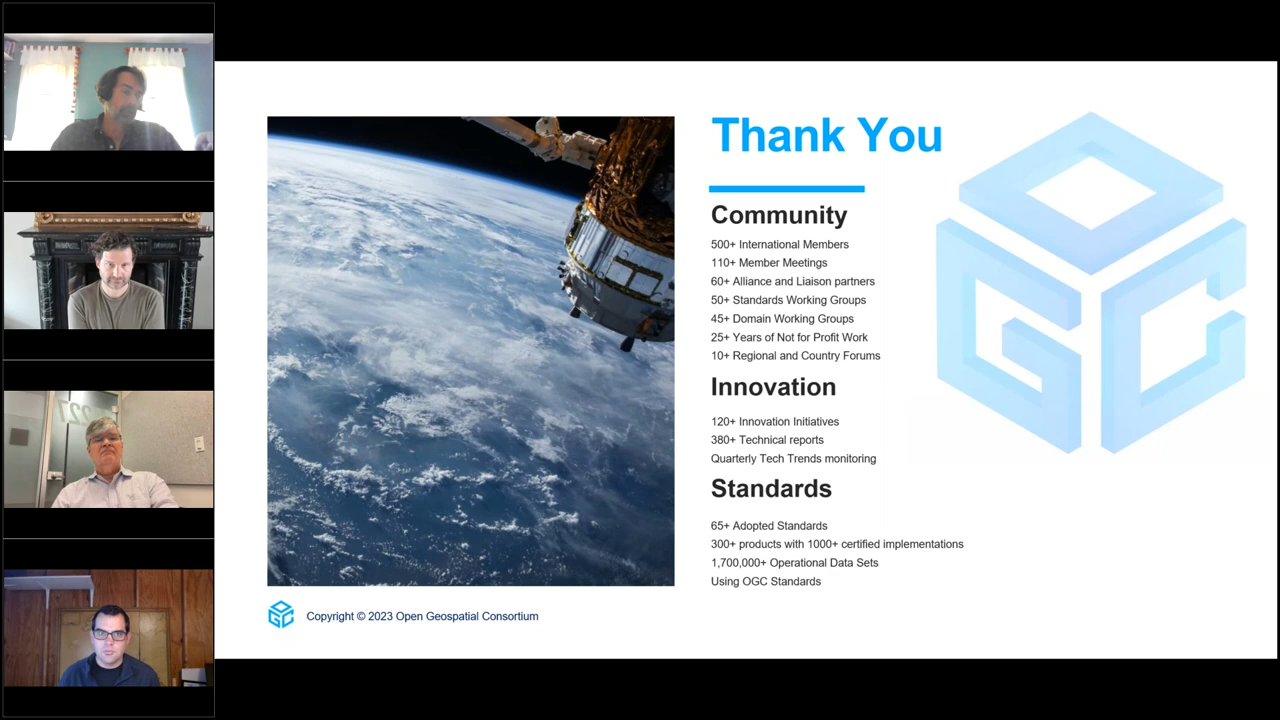 Thank You
Community
500+ International Members
110+ Member Meetings
60+ Alliance and Liaison partners
50+ Standards Working Groups
45+ Domain Working Groups
25+ Years of Not for Profit Work
10+ Regional and Country Forums
Innovation
120+ Innovation Initiatives
380+ Technical reports
Quarterly Tech Trends monitoring
Standards
65+ Adopted Standards
300+ products with 1000+ certified implementations
1,700,000+ Operational Data Sets
Using OGC Standards
OGC
OGC
Copyright © 2023 Open Geospatial Consortium
227